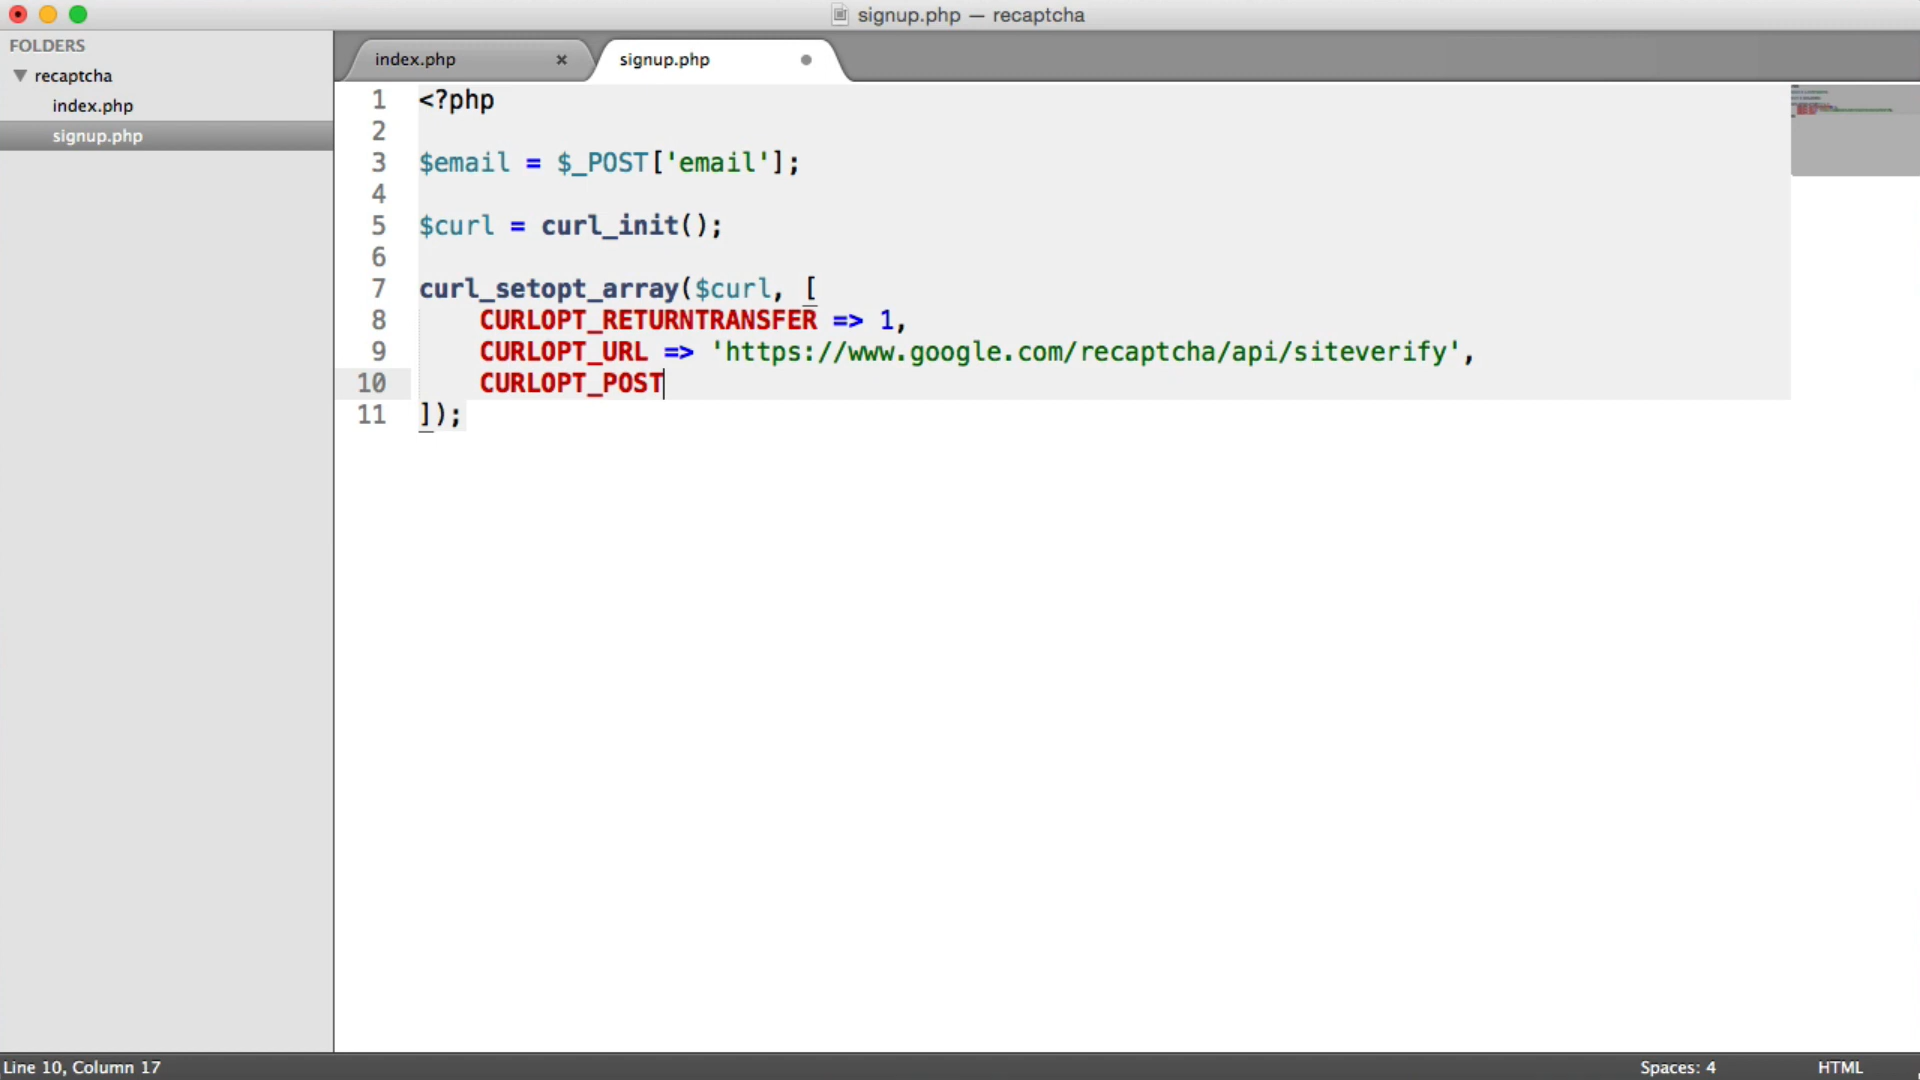 signup.php — recaptcha
FOLDERS
recaptcha
index.php
signup.php
index.php ×
signup.php
1 <?php
2
3 $email = $_POST['email'];
4
5 $curl = curl_init();
6
7 curl_setopt_array($curl, [
8 CURLOPT_RETURNTRANSFER => 1,
9 CURLOPT_URL => 'https://www.google.com/recaptcha/api/siteverify',
10 CURLOPT_POST
11 ]);
Line 10, Column 17
Spaces: 4
HTML